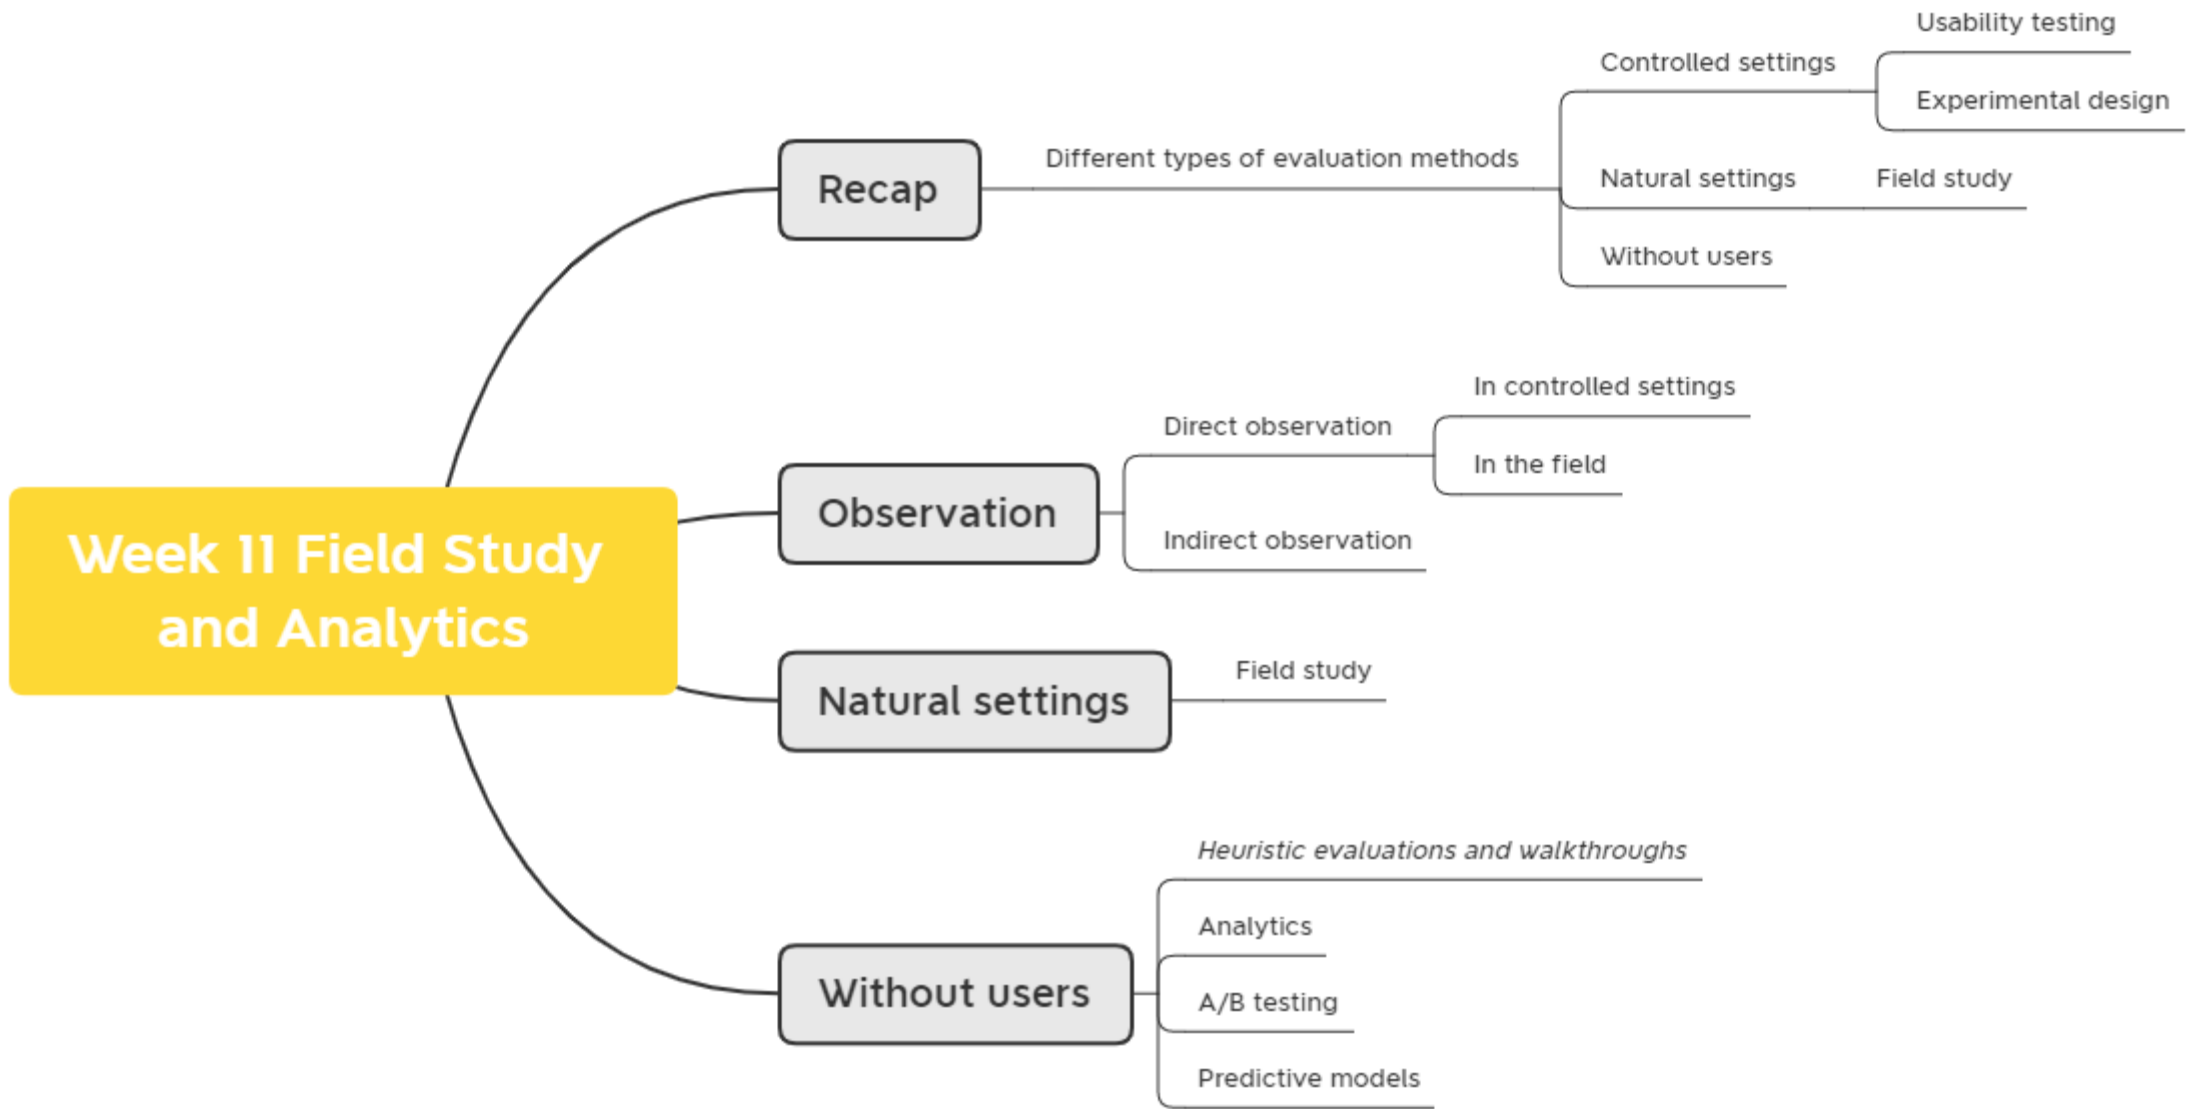 Week 11 Field Study
and Analytics
Recap
Different types of evaluation methods
Controlled settings
Usability testing
Experimental design
Natural settings
Field study
Without users
Observation
Direct observation
In controlled settings
In the field
Indirect observation
Natural settings
Field study
Without users
Heuristic evaluations and walkthroughs
Analytics
A/B testing
Predictive models